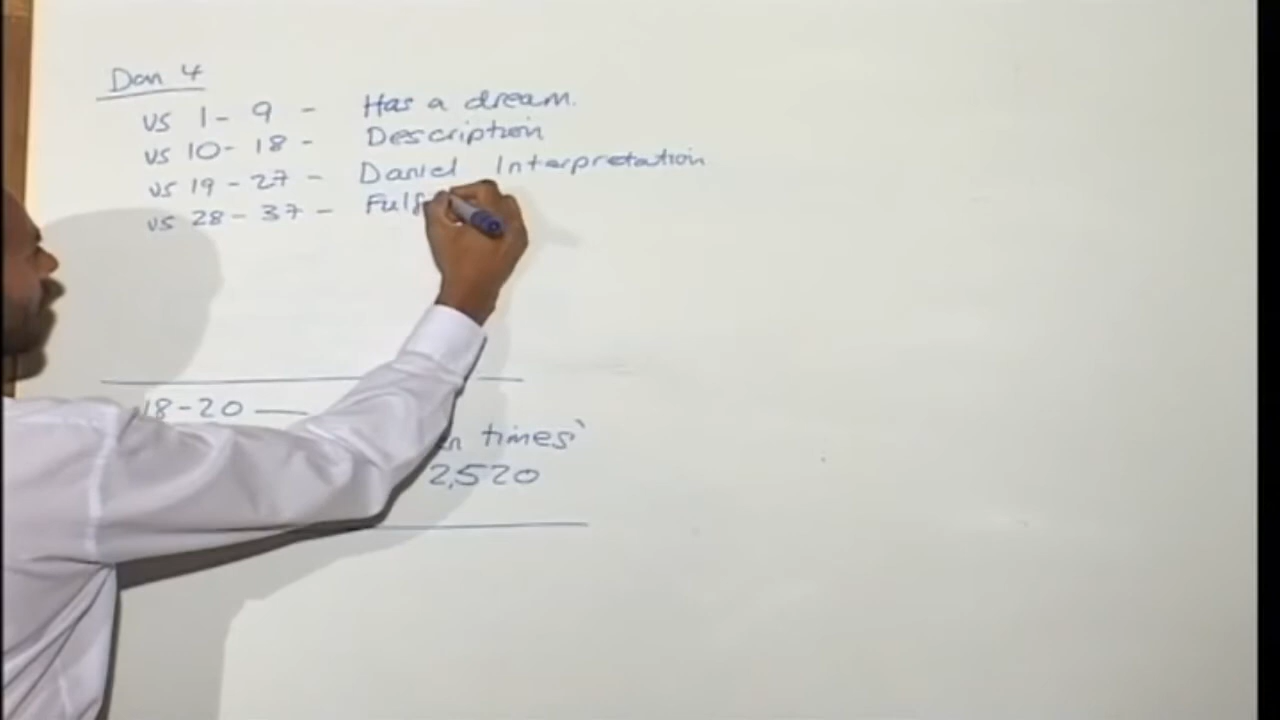 Dan 4
vs 1 - 9 - Has a dream.
vs 10 - 18 - Description
vs 19 - 27 - Daniel Interpretation
vs 28 - 37 - Fulf
18 - 20 —
times'
2,520